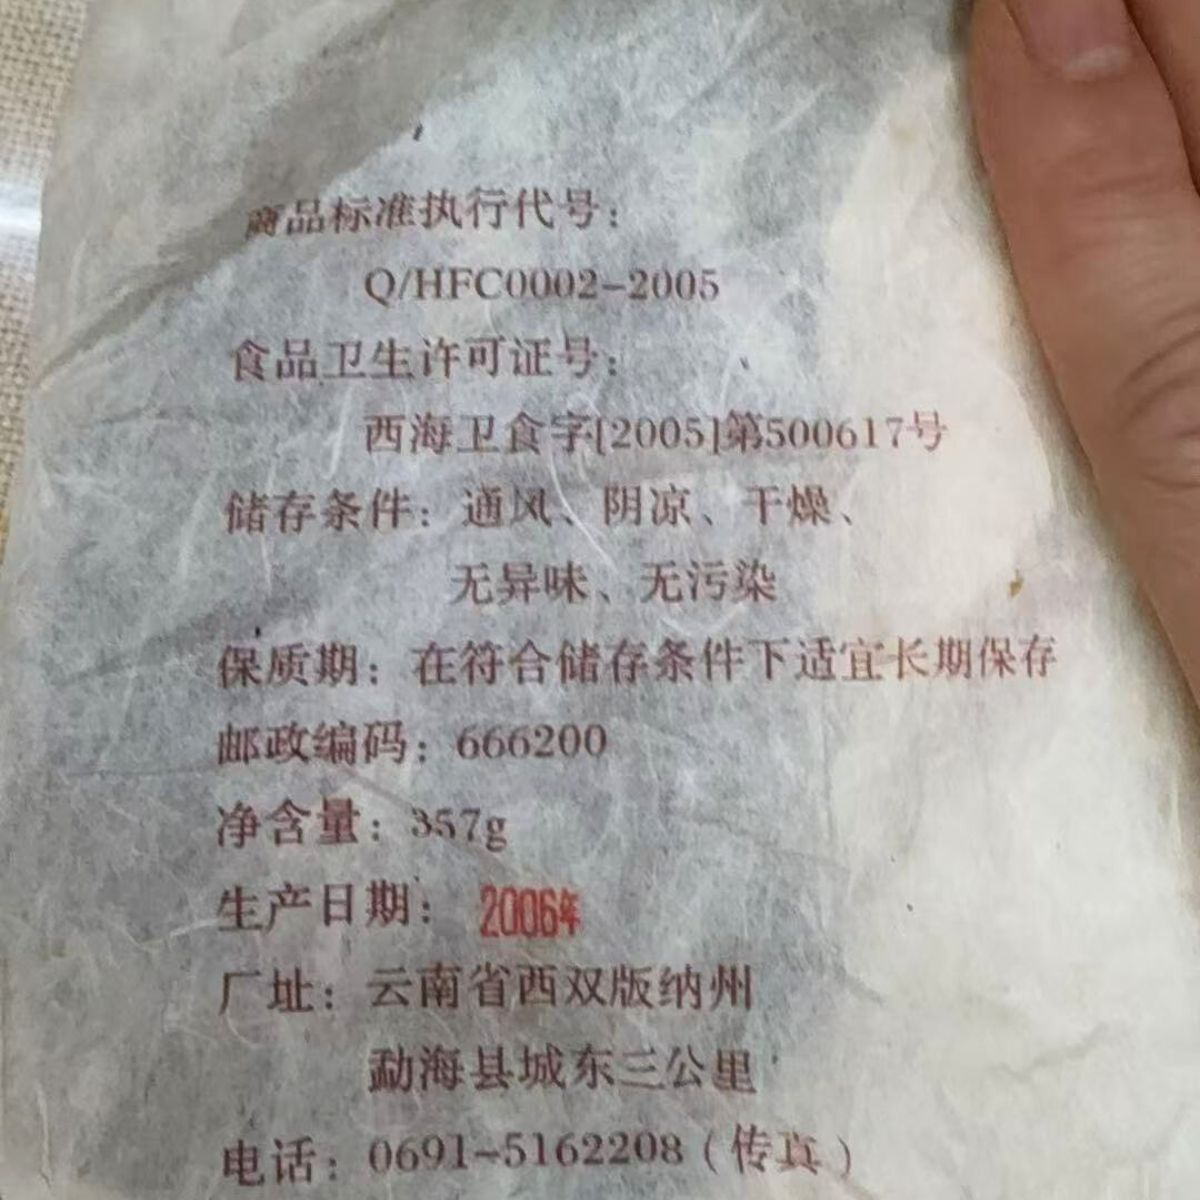 商品标准执行代号：
Q/HFC0002-2005
食品卫生许可证号：
西海卫食字[2005]第500617号
储存条件：通风、阴凉、干燥、
无异味、无污染
保质期：在符合储存条件下适宜长期保存
邮政编码：666200
净含量：357g
生产日期：2006年
厂址：云南省西双版纳州
勐海县城东三公里
电话：0691-5162208（传真）